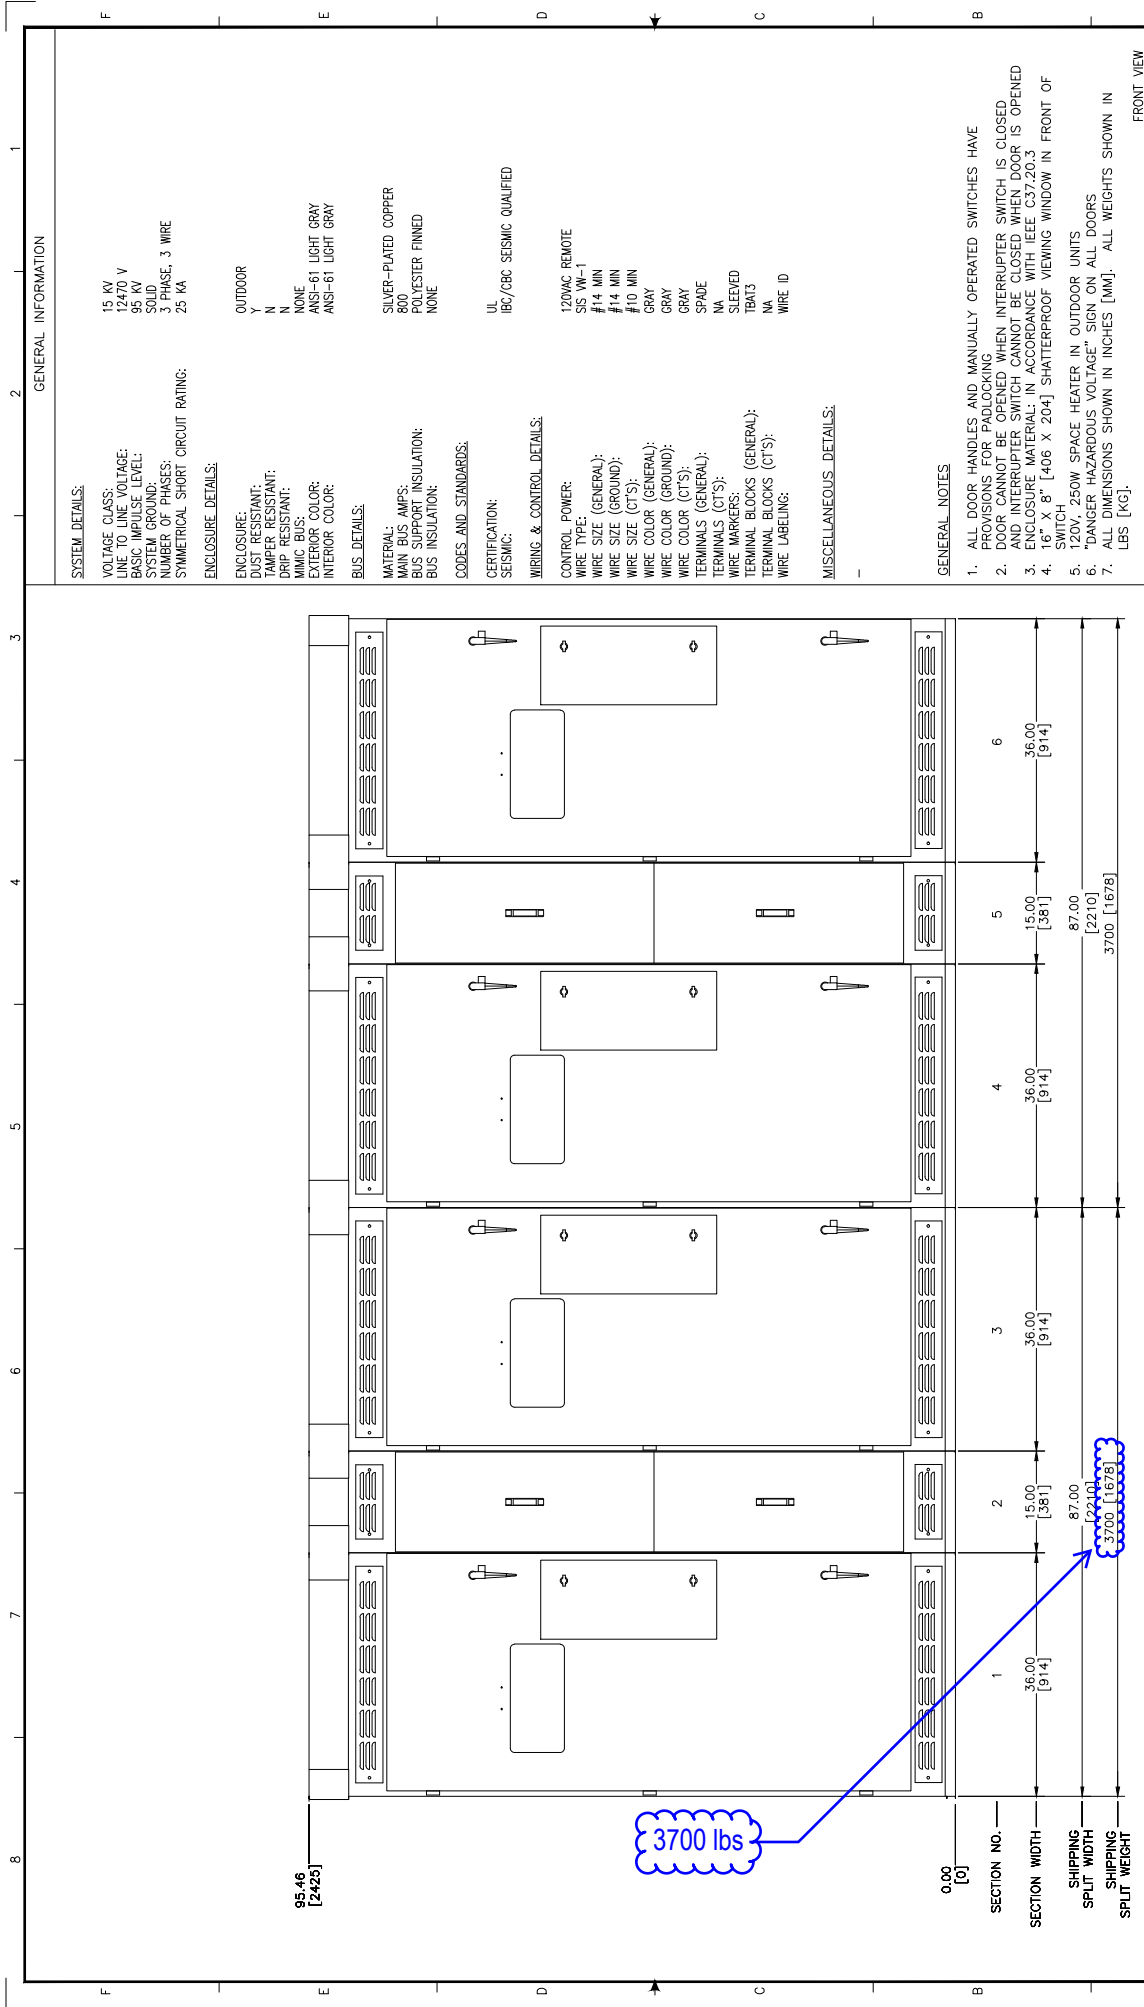 8
7
6
5
4
3
2
1
F
E
D
C
B
F
E
D
C
B
95.46
[2425]
0.00
[0]
3700 lbs
SECTION NO.
1
2
3
4
5
6
SECTION WIDTH
36.00
[914]
15.00
[381]
36.00
[914]
36.00
[914]
15.00
[381]
36.00
[914]
SHIPPING
SPLIT WIDTH
87.00
[2210]
87.00
[2210]
SHIPPING
SPLIT WEIGHT
3700 [1678]
3700 [1678]
GENERAL INFORMATION
SYSTEM DETAILS:
VOLTAGE CLASS: 15 KV
LINE TO LINE VOLTAGE: 12470 V
BASIC IMPULSE LEVEL: 95 KV
SYSTEM GROUND: SOLID
NUMBER OF PHASES: 3 PHASE, 3 WIRE
SYMMETRICAL SHORT CIRCUIT RATING: 25 KA
ENCLOSURE DETAILS:
ENCLOSURE: OUTDOOR
DUST RESISTANT: Y
TAMPER RESISTANT: N
DRIP RESISTANT: N
MIMIC BUS: NONE
EXTERIOR COLOR: ANSI-61 LIGHT GRAY
INTERIOR COLOR: ANSI-61 LIGHT GRAY
BUS DETAILS:
MATERIAL: SILVER-PLATED COPPER
MAIN BUS AMPS: 800
BUS SUPPORT INSULATION: POLYESTER FINNED
BUS INSULATION: NONE
CODES AND STANDARDS:
CERTIFICATION: UL
SEISMIC: IBC/CBC SEISMIC QUALIFIED
WIRING & CONTROL DETAILS:
CONTROL POWER: 120VAC REMOTE
WIRE TYPE: SIS VW-1
WIRE SIZE (GENERAL): #14 MIN
WIRE SIZE (GROUND): #14 MIN
WIRE SIZE (CT'S): #10 MIN
WIRE COLOR (GENERAL): GRAY
WIRE COLOR (GROUND): GRAY
WIRE COLOR (CT'S): GRAY
TERMINALS (GENERAL): SPADE
TERMINALS (CT'S): NA
WIRE MARKERS: SLEEVED
TERMINAL BLOCKS (GENERAL): TBAT3
TERMINAL BLOCKS (CT'S): NA
WIRE LABELING: WIRE ID
MISCELLANEOUS DETAILS:
–
GENERAL NOTES
1. ALL DOOR HANDLES AND MANUALLY OPERATED SWITCHES HAVE
PROVISIONS FOR PADLOCKING
2. DOOR CANNOT BE OPENED WHEN INTERRUPTER SWITCH IS CLOSED
AND INTERRUPTER SWITCH CANNOT BE CLOSED WHEN DOOR IS OPENED
3. ENCLOSURE MATERIAL: IN ACCORDANCE WITH IEEE C37.20.3
4. 16" X 8" [406 X 204] SHATTERPROOF VIEWING WINDOW IN FRONT OF
SWITCH
5. 120V, 250W SPACE HEATER IN OUTDOOR UNITS
6. "DANGER HAZARDOUS VOLTAGE" SIGN ON ALL DOORS
7. ALL DIMENSIONS SHOWN IN INCHES [MM]. ALL WEIGHTS SHOWN IN
LBS [KG].
FRONT VIEW